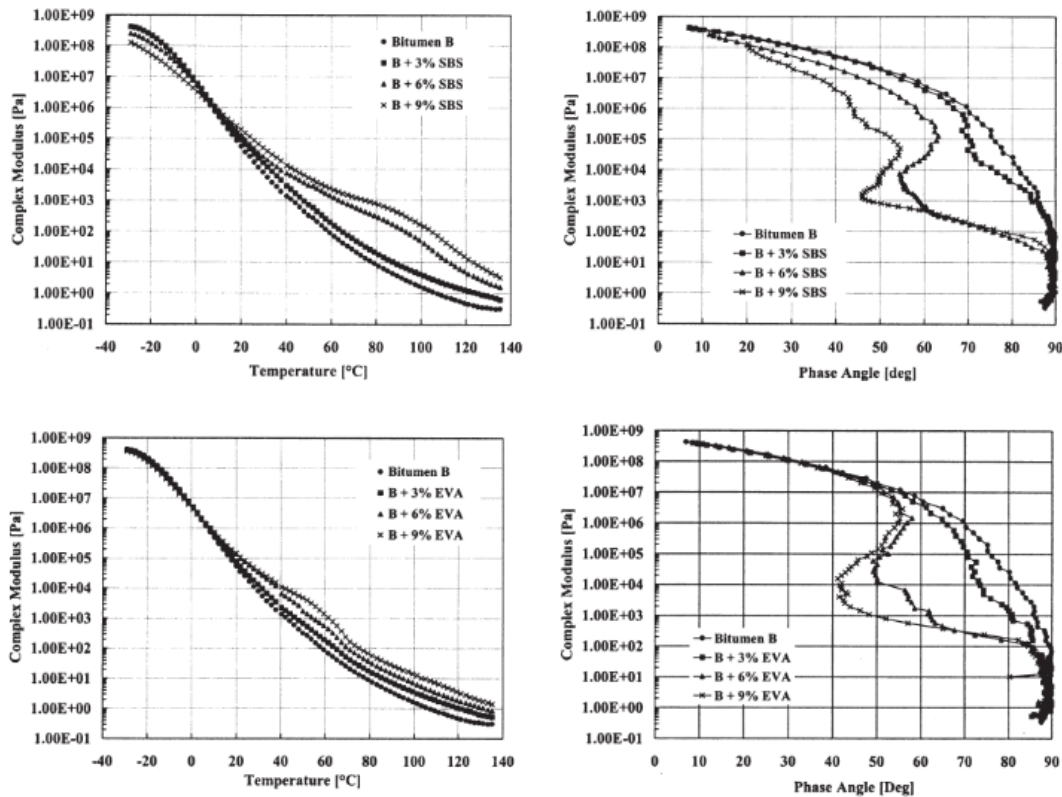 1.00E+09
1.00E+08
1.00E+07
1.00E+06
1.00E+05
1.00E+04
1.00E+03
1.00E+02
1.00E+01
1.00E+00
1.00E-01
Complex Modulus [Pa]
Bitumen B
B + 3% SBS
B + 6% SBS
B + 9% SBS
-40 -20 0 20 40 60 80 100 120 140
Temperature [°C]
1.00E+09
1.00E+08
1.00E+07
1.00E+06
1.00E+05
1.00E+04
1.00E+03
1.00E+02
1.00E+01
1.00E+00
1.00E-01
Complex Modulus [Pa]
Bitumen B
B + 3% SBS
B + 6% SBS
B + 9% SBS
0 10 20 30 40 50 60 70 80 90
Phase Angle [deg]
1.00E+09
1.00E+08
1.00E+07
1.00E+06
1.00E+05
1.00E+04
1.00E+03
1.00E+02
1.00E+01
1.00E+00
1.00E-01
Complex Modulus [Pa]
Bitumen B
B + 3% EVA
B + 6% EVA
B + 9% EVA
-40 -20 0 20 40 60 80 100 120 140
Temperature [°C]
1.00E+09
1.00E+08
1.00E+07
1.00E+06
1.00E+05
1.00E+04
1.00E+03
1.00E+02
1.00E+01
1.00E+00
1.00E-01
Complex Modulus [Pa]
Bitumen B
B + 3% EVA
B + 6% EVA
B + 9% EVA
0 10 20 30 40 50 60 70 80 90
Phase Angle [Deg]